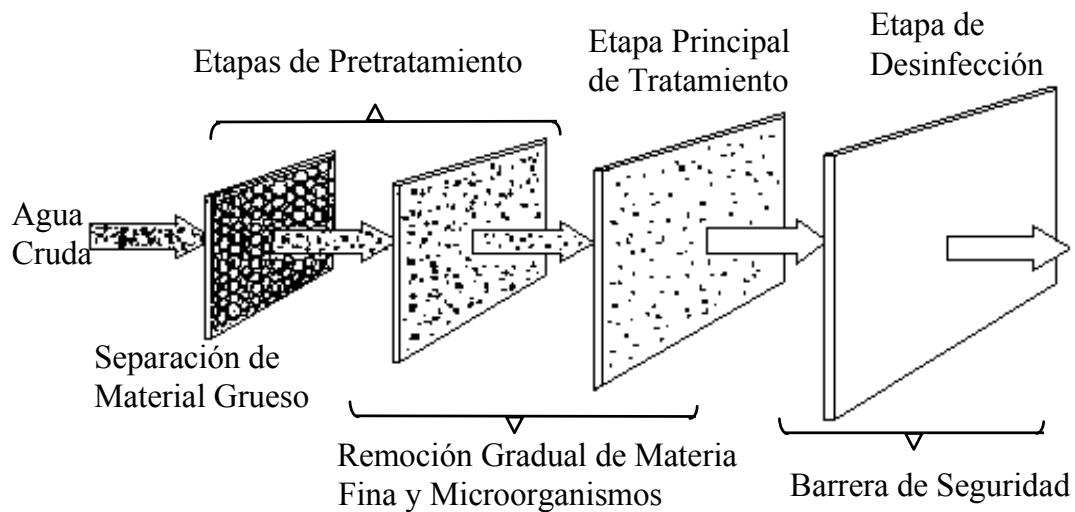 Etapas de Pretratamiento
Etapa Principal
de Tratamiento
Etapa de
Desinfección
Agua
Cruda
Separación de
Material Grueso
Remoción Gradual de Materia
Fina y Microorganismos
Barrera de Seguridad